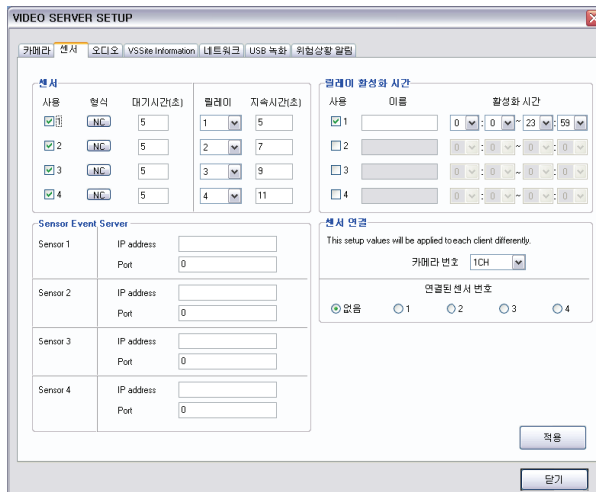 VIDEO SERVER SETUP
카메라 센서 오디오 VSSite Information 네트워크 USB 녹화 위험상황 알림
센서
사용 형식 대기시간(초) 릴레이 지속시간(초)
1 NC 5 1 5
2 NC 5 2 7
3 NC 5 3 9
4 NC 5 4 11
릴레이 활성화 시간
사용 이름 활성화 시간
1 0 : 0 ~ 23 : 59
2 0 : 0 ~ 0 : 0
3 0 : 0 ~ 0 : 0
4 0 : 0 ~ 0 : 0
Sensor Event Server
Sensor 1 IP address
Port 0
Sensor 2 IP address
Port 0
Sensor 3 IP address
Port 0
Sensor 4 IP address
Port 0
센서 연결
This setup values will be applied to each client differently.
카메라 번호 1CH
연결된 센서 번호
없음 1 2 3 4
적용
닫기